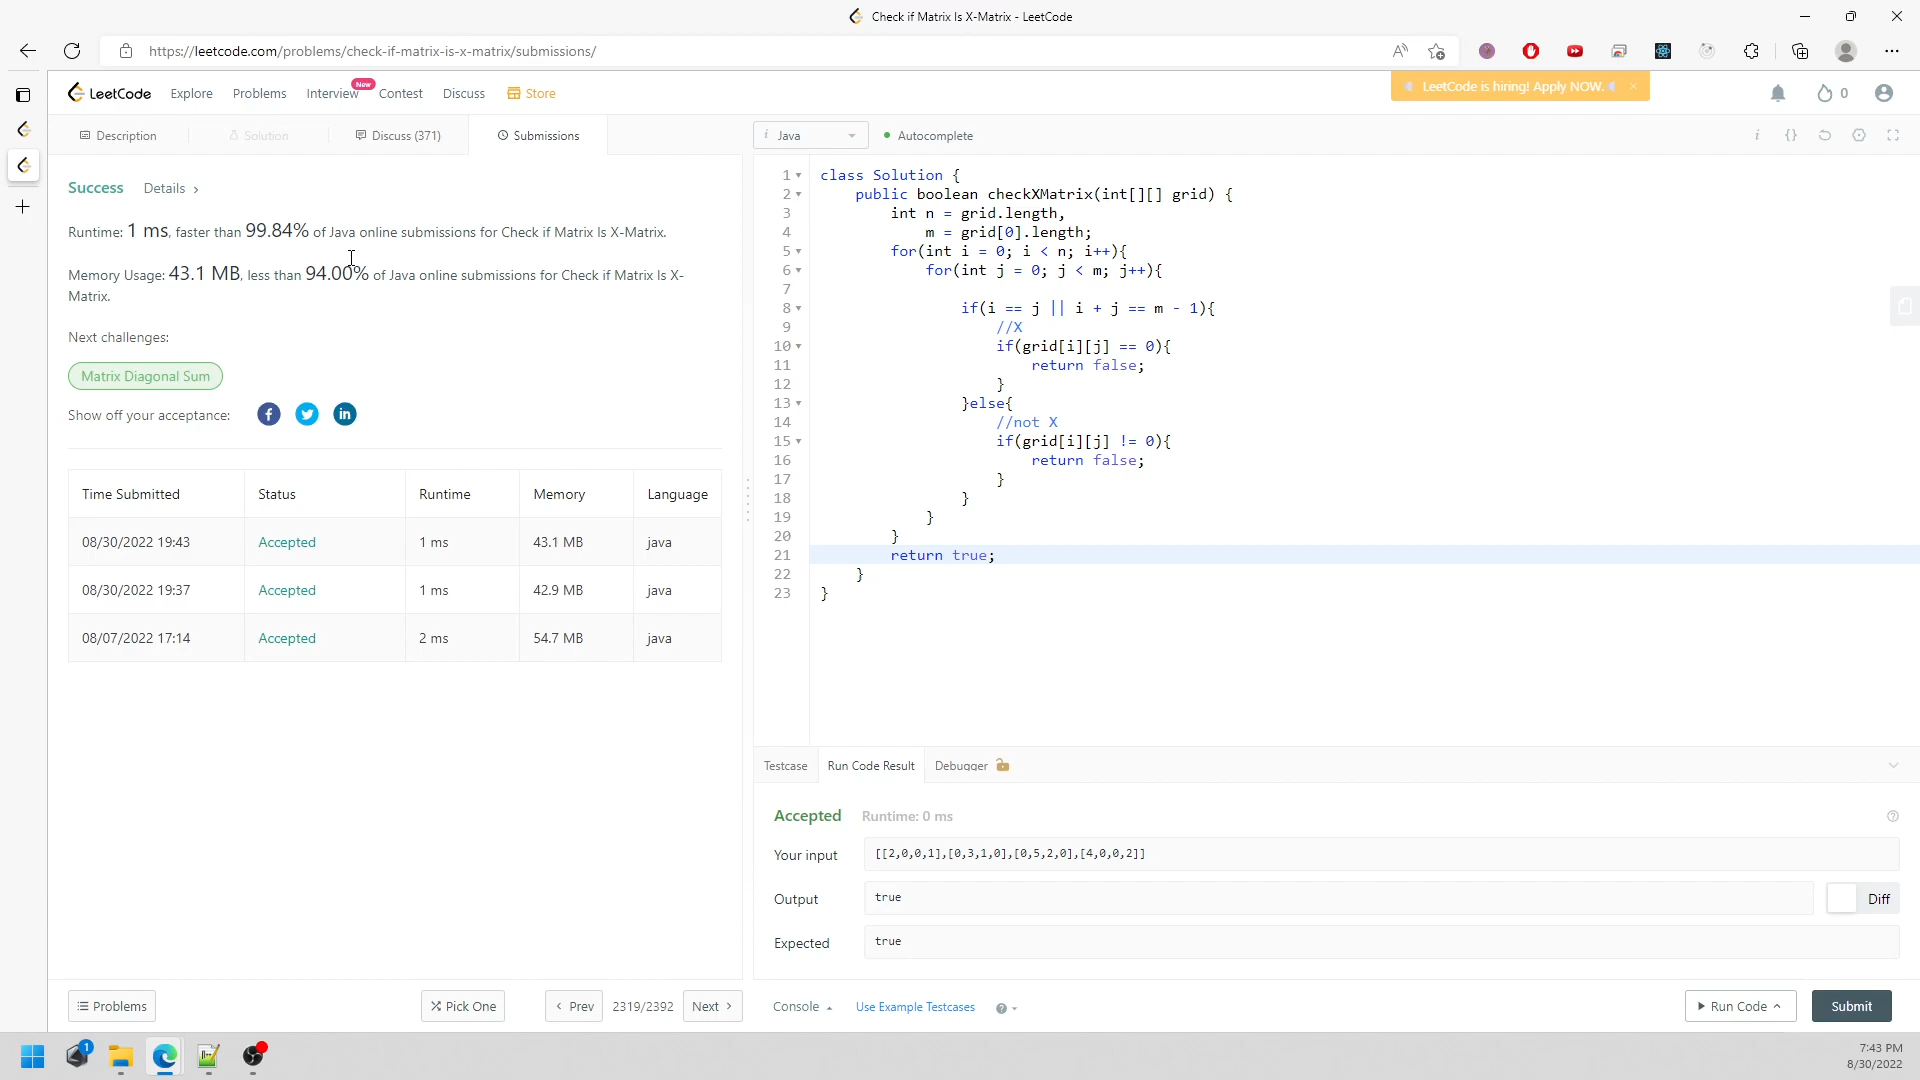 Check if Matrix Is X-Matrix - LeetCode
https://leetcode.com/problems/check-if-matrix-is-x-matrix/submissions/
LeetCode
Explore
Problems
Interview
New
Contest
Discuss
Store
LeetCode is hiring! Apply NOW.
0
Description
Solution
Discuss (371)
Submissions
i Java
Autocomplete
Success Details >
Runtime: 1 ms, faster than 99.84% of Java online submissions for Check if Matrix Is X-Matrix.
Memory Usage: 43.1 MB, less than 94.00% of Java online submissions for Check if Matrix Is X-
Matrix.
Next challenges:
Matrix Diagonal Sum
Show off your acceptance:
Time Submitted Status Runtime Memory Language
08/30/2022 19:43 Accepted 1 ms 43.1 MB java
08/30/2022 19:37 Accepted 1 ms 42.9 MB java
08/07/2022 17:14 Accepted 2 ms 54.7 MB java
1 class Solution {
2 public boolean checkXMatrix(int[][] grid) {
3 int n = grid.length,
4 m = grid[0].length;
5 for(int i = 0; i < n; i++){
6 for(int j = 0; j < m; j++){
7
8 if(i == j || i + j == m - 1){
9 //X
10 if(grid[i][j] == 0){
11 return false;
12 }
13 }else{
14 //not X
15 if(grid[i][j] != 0){
16 return false;
17 }
18 }
19 }
20 }
21 return true;
22 }
23 }
Testcase
Run Code Result
Debugger
Accepted Runtime: 0 ms
Your input [[2,0,0,1],[0,3,1,0],[0,5,2,0],[4,0,0,2]]
Output true
Diff
Expected true
Problems
Pick One
< Prev
2319/2392
Next >
Console
Use Example Testcases
Run Code
Submit
1
7:43 PM
8/30/2022